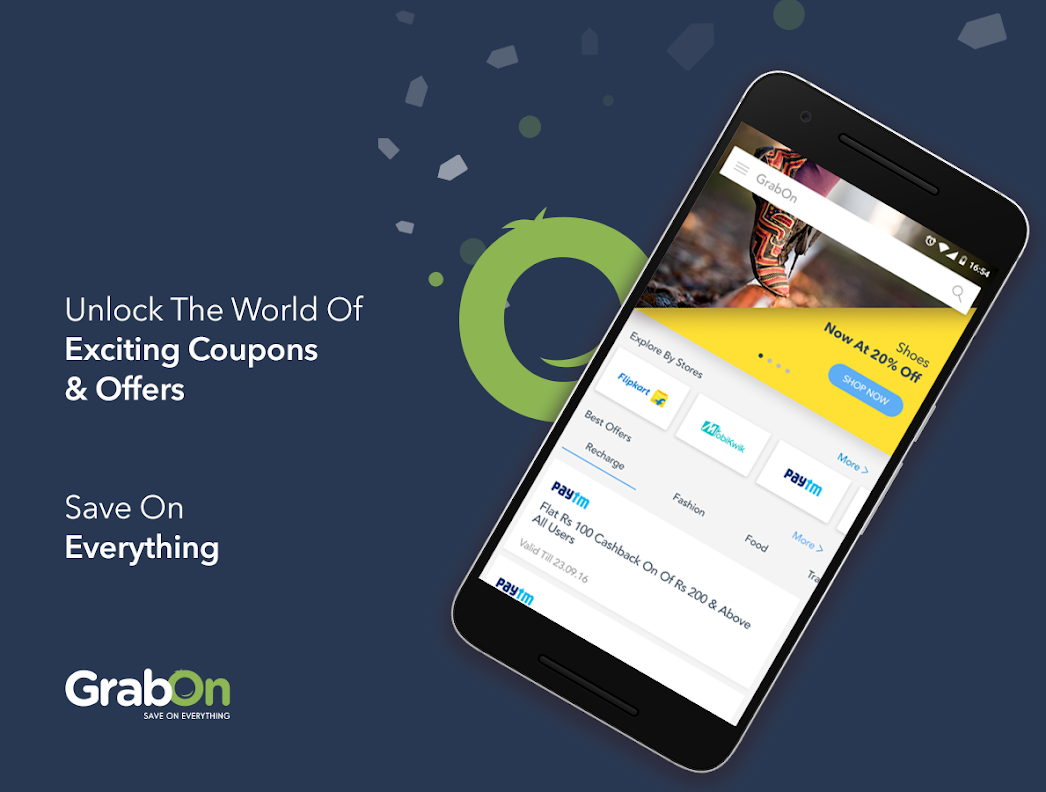 Unlock The World Of
Exciting Coupons
& Offers
Save On
Everything
GrabOn
SAVE ON EVERYTHING
16:54
GrabOn
Shoes
Now At 20% Off
SHOP NOW
Explore By Stores
More >
Flipkart
MobiKwik
paytm
Best Offers
More >
Recharge
Fashion
Food
Tra
paytm
Flat Rs 100 Cashback On Of Rs 200 & Above
All Users
Valid Till 23.09.16
paytm